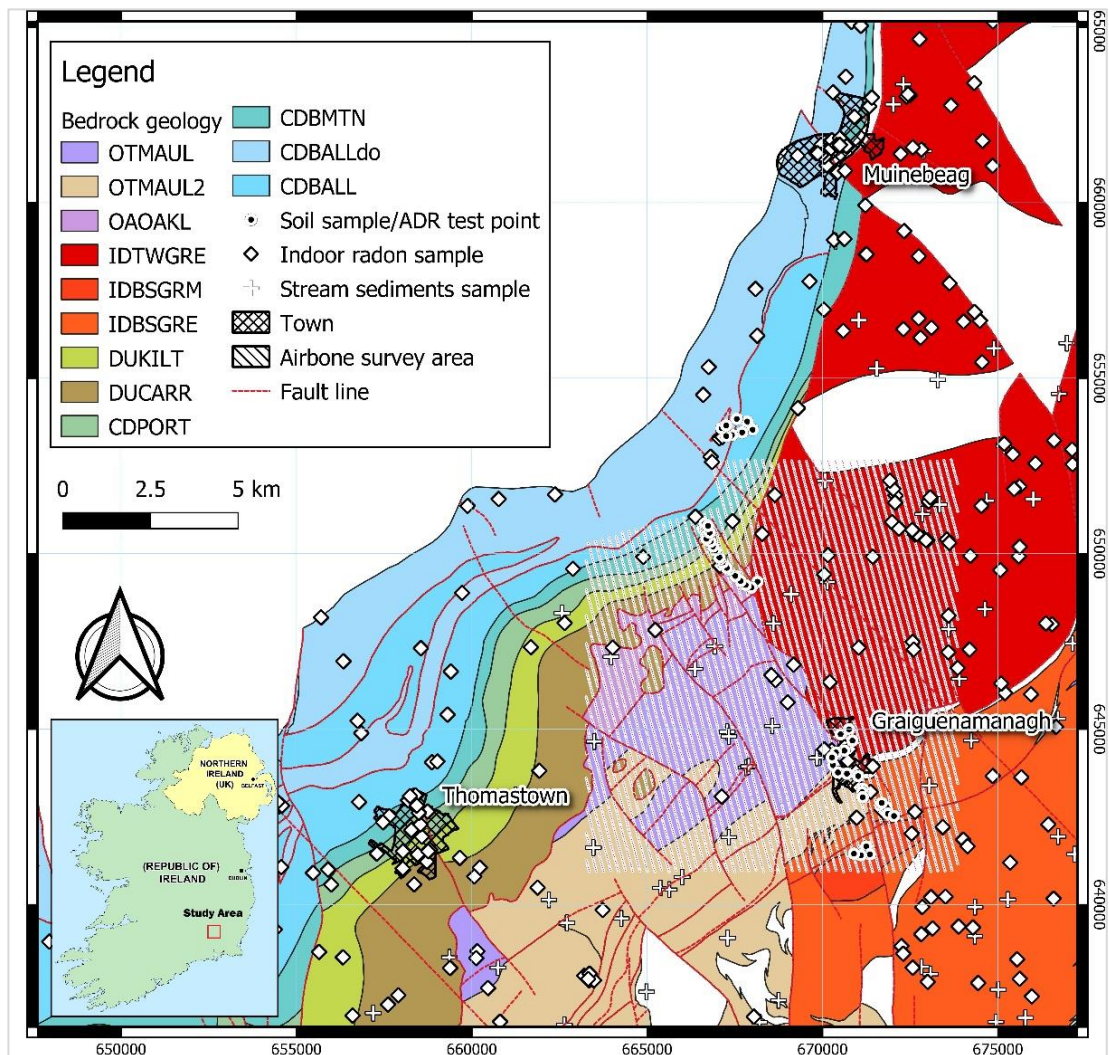 Legend
Bedrock geology
OTMAUL
OTMAUL2
OAOAKL
IDTWGRE
IDBSGRM
IDBSGRE
DUKILT
DUCARR
CDPORT
CDBMTN
CDBALLdo
CDBALL
Soil sample/ADR test point
Indoor radon sample
Stream sediments sample
Town
Airbone survey area
Fault line
0 2.5 5 km
Muinebeag
Graiguenamanagh
Thomastown
NORTHERN
IRELAND
(UK)
BELFAST
(REPUBLIC OF)
IRELAND
DUBLIN
Study Area
650000 655000 660000 665000 670000 675000
665000
660000
655000
650000
645000
640000